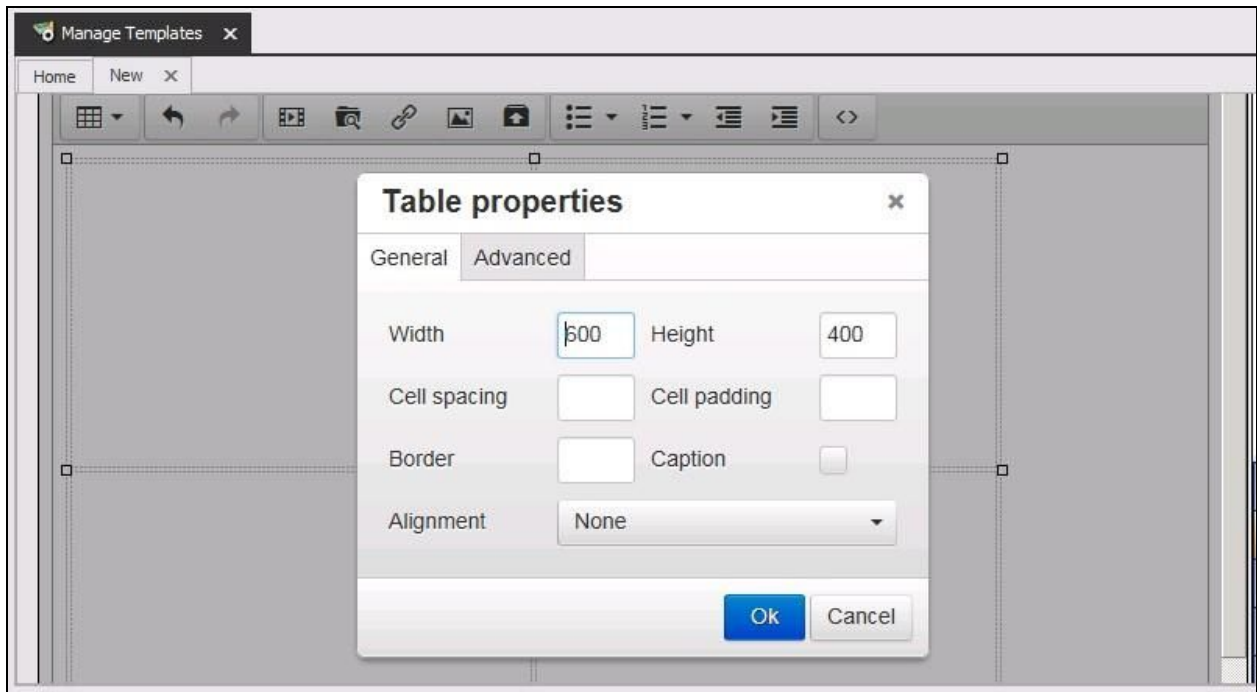 Manage Templates
Home New
Table properties
General Advanced
Width 600 Height 400
Cell spacing Cell padding
Border Caption
Alignment None
Ok Cancel